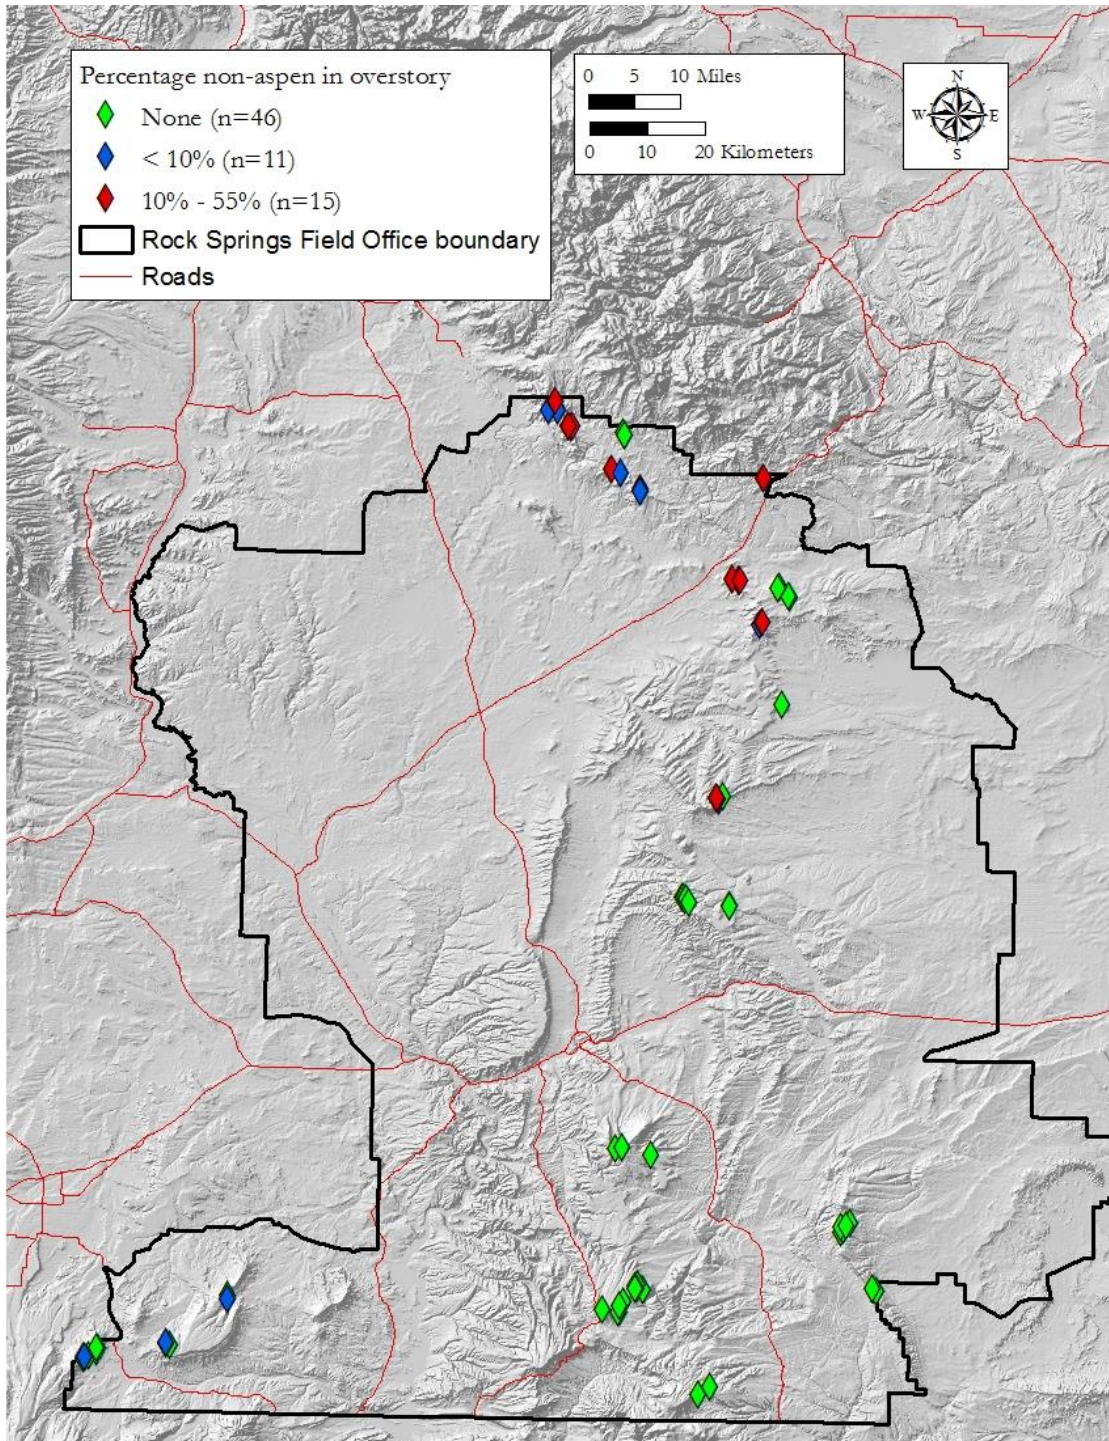 Percentage non-aspen in overstory
None (n=46)
< 10% (n=11)
10% - 55% (n=15)
Rock Springs Field Office boundary
Roads
0 5 10 Miles
0 10 20 Kilometers
N
W E
S